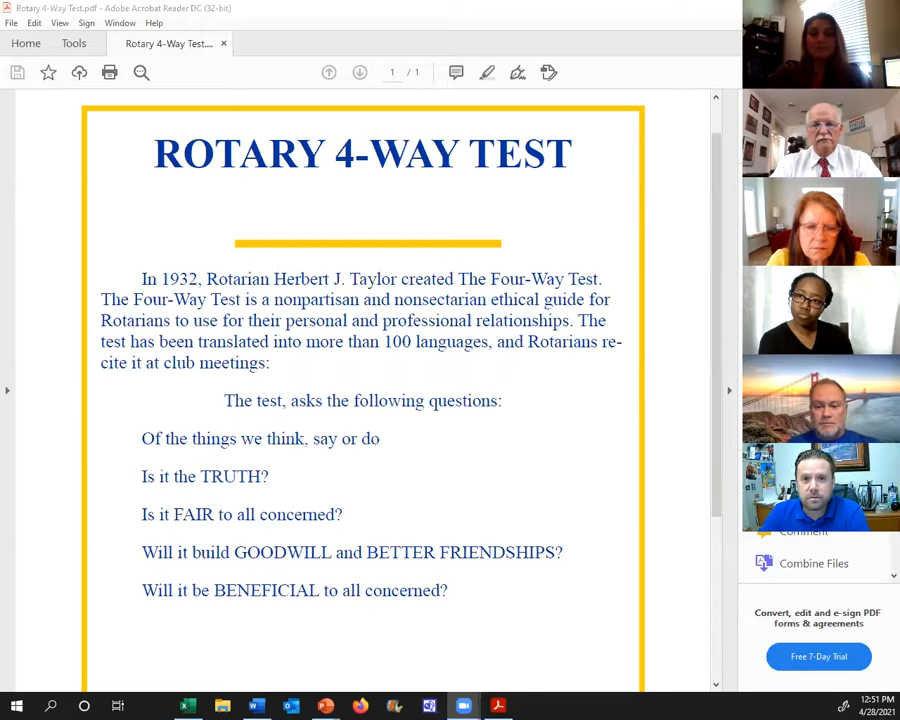 Rotary 4-Way Test.pdf - Adobe Acrobat Reader DC (32-bit)
File Edit View Sign Window Help
Home Tools Rotary 4-Way Test.... ×
1 / 1
ROTARY 4-WAY TEST
In 1932, Rotarian Herbert J. Taylor created The Four-Way Test.
The Four-Way Test is a nonpartisan and nonsectarian ethical guide for
Rotarians to use for their personal and professional relationships. The
test has been translated into more than 100 languages, and Rotarians re-
cite it at club meetings:
The test, asks the following questions:
Of the things we think, say or do
Is it the TRUTH?
Is it FAIR to all concerned?
Will it build GOODWILL and BETTER FRIENDSHIPS?
Will it be BENEFICIAL to all concerned?
Comment
Combine Files
Convert, edit and e-sign PDF
forms & agreements
Free 7-Day Trial
12:51 PM
4/28/2021